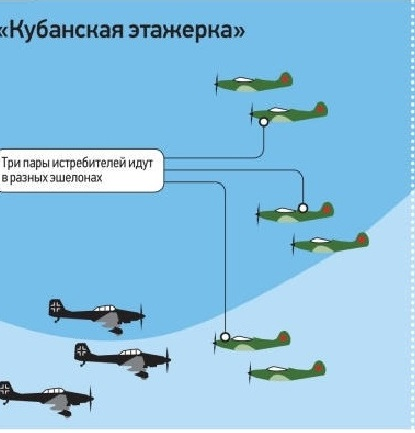 «Кубанская этажерка»
Три пары истребителей идут
в разных эшелонах